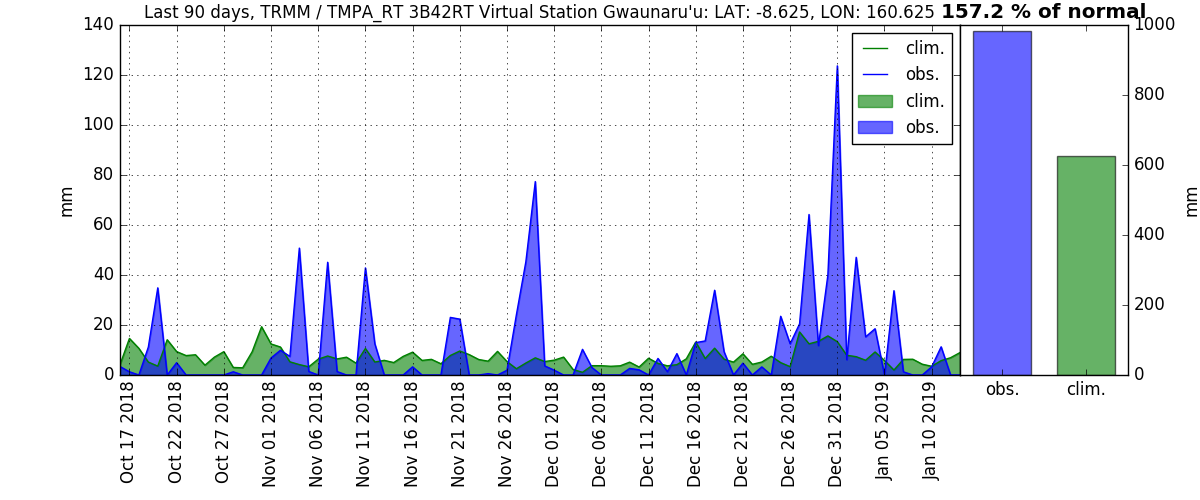 Last 90 days, TRMM / TMPA_RT 3B42RT Virtual Station Gwaunaru'u: LAT: -8.625, LON: 160.625 157.2 % of normal
140
120
100
80
60
40
20
0
mm
clim.
obs.
clim.
obs.
1000
800
600
400
200
0
mm
Oct 17 2018
Oct 22 2018
Oct 27 2018
Nov 01 2018
Nov 06 2018
Nov 11 2018
Nov 16 2018
Nov 21 2018
Nov 26 2018
Dec 01 2018
Dec 06 2018
Dec 11 2018
Dec 16 2018
Dec 21 2018
Dec 26 2018
Dec 31 2018
Jan 05 2019
Jan 10 2019
obs.
clim.